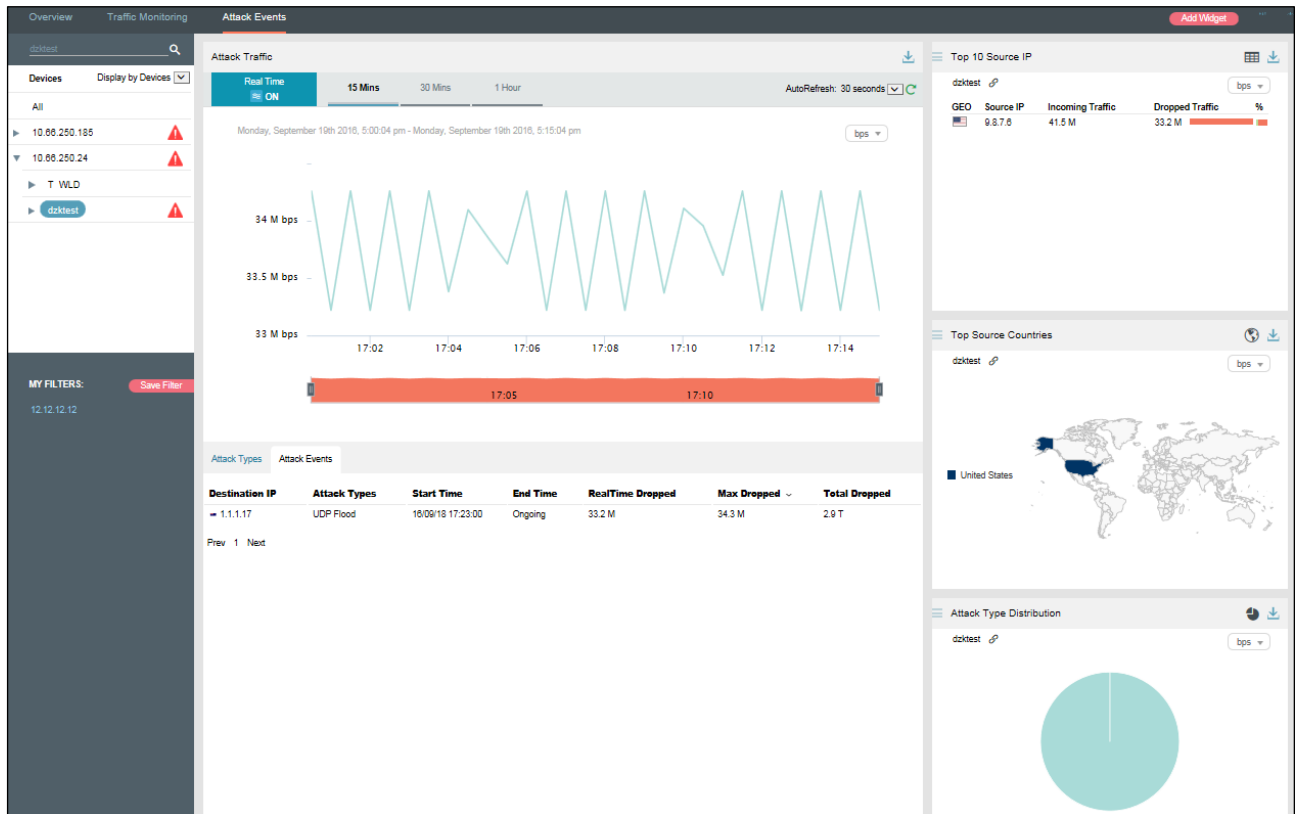 Overview Traffic Monitoring Attack Events Add Widget
dzktest
Devices Display by Devices
All
10.66.250.185
10.66.250.24
T WLD
dzktest
MY FILTERS: Save Filter
12.12.12.12
Attack Traffic
Real Time
ON
15 Mins 30 Mins 1 Hour AutoRefresh: 30 seconds
Monday, September 19th 2016, 5:00:04 pm - Monday, September 19th 2016, 5:15:04 pm bps
34 M bps
33.5 M bps
33 M bps
17:02 17:04 17:06 17:08 17:10 17:12 17:14
17:05 17:10
Attack Types Attack Events
Destination IP Attack Types Start Time End Time RealTime Dropped Max Dropped Total Dropped
1.1.1.17 UDP Flood 16/09/18 17:23:00 Ongoing 33.2 M 34.3 M 2.9 T
Prev 1 Next
Top 10 Source IP
dzktest bps
GEO Source IP Incoming Traffic Dropped Traffic %
9.8.7.6 41.5 M 33.2 M
Top Source Countries
dzktest bps
United States
Attack Type Distribution
dzktest bps